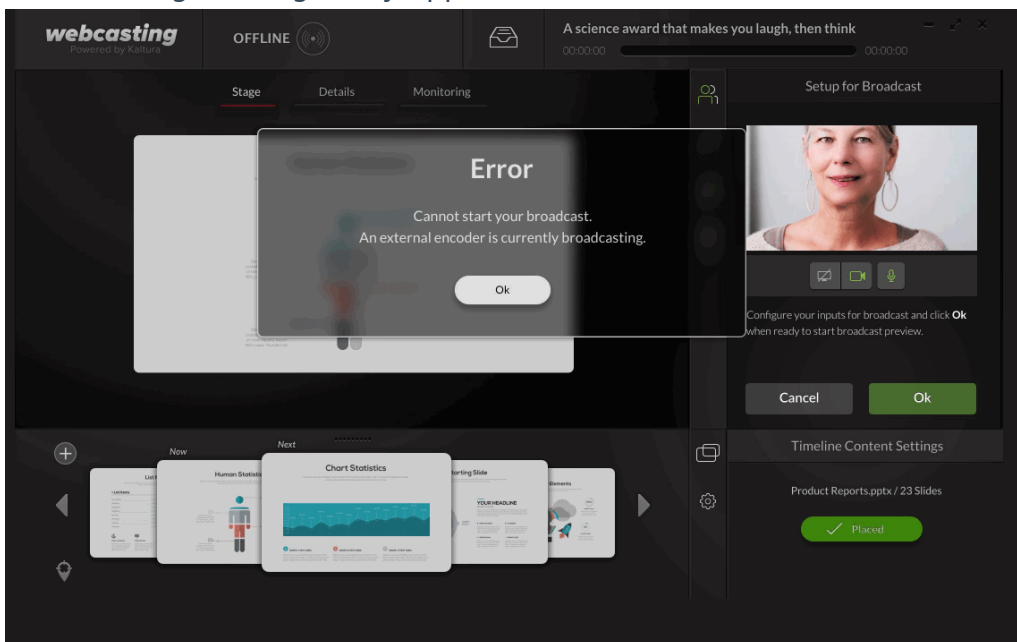 webcasting
Powered by Kaltura
OFFLINE
A science award that makes you laugh, then think
00:00:00
00:00:00
Stage
Details
Monitoring
Setup for Broadcast
Error
Cannot start your broadcast.
An external encoder is currently broadcasting.
Ok
Configure your inputs for broadcast and click Ok
when ready to start broadcast preview.
Cancel
Ok
Now
Next
Timeline Content Settings
Human Statistic
Chart Statistics
rting Slide
YOUR HEADLINE
Elements
Product Reports.pptx / 23 Slides
Placed